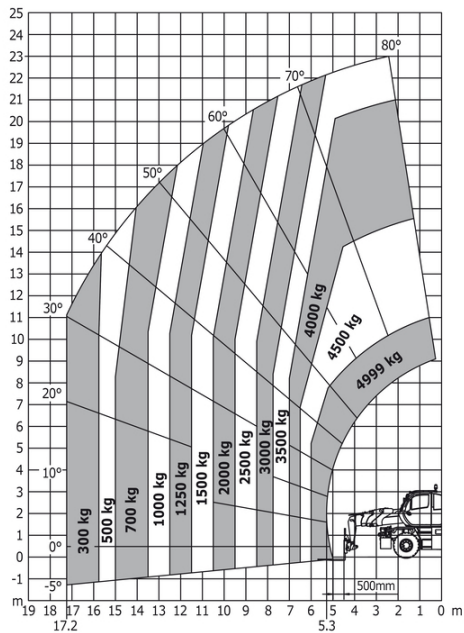 25
24
23
22
21
20
19
18
17
16
15
14
13
12
11
10
9
8
7
6
5
4
3
2
1
0
-1
m
80°
70°
60°
50°
40°
30°
20°
10°
0°
-5°
300 kg
500 kg
700 kg
1000 kg
1250 kg
1500 kg
2000 kg
2500 kg
3000 kg
3500 kg
4000 kg
4500 kg
4999 kg
500mm
19 18 17 16 15 14 13 12 11 10 9 8 7 6 5 4 3 2 1 0 m
17.2 5.3